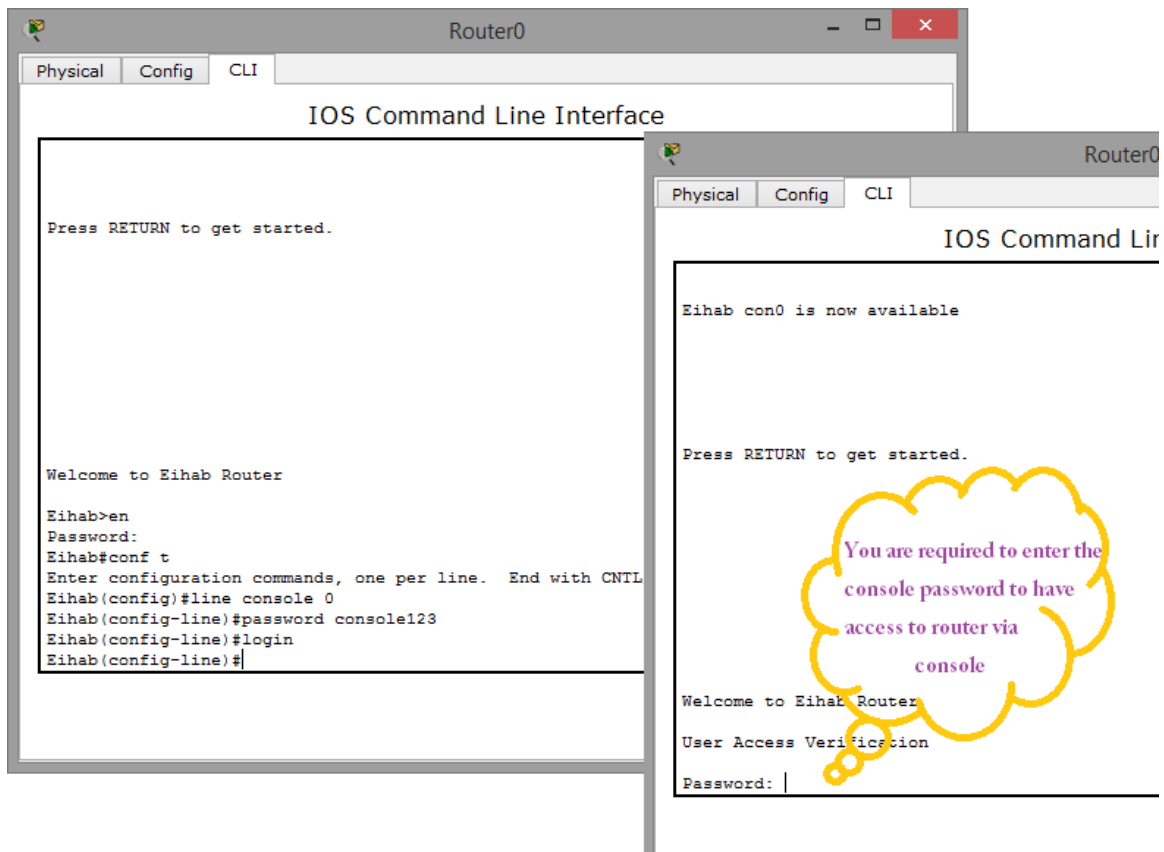 Router0
Physical Config CLI
IOS Command Line Interface
Press RETURN to get started.
Welcome to Eihab Router
Eihab>en
Password:
Eihab#conf t
Enter configuration commands, one per line.  End with CNTL
Eihab(config)#line console 0
Eihab(config-line)#password console123
Eihab(config-line)#login
Eihab(config-line)#
Router0
Physical Config CLI
IOS Command Lin
Eihab con0 is now available
Press RETURN to get started.
You are required to enter the
console password to have
access to router via
console
Welcome to Eihab Router
User Access Verification
Password: